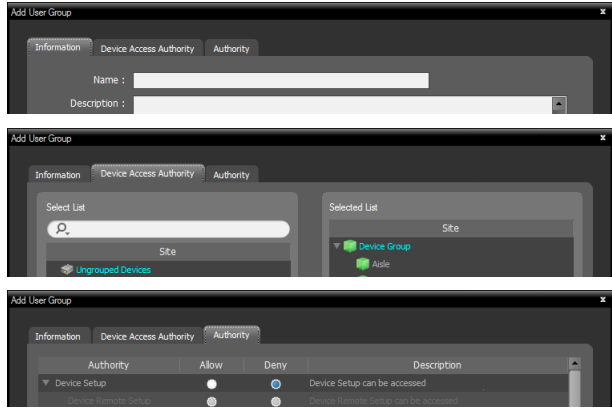 Add User Group x
Information Device Access Authority Authority
Name :
Description :
Add User Group x
Information Device Access Authority Authority
Select List Selected List
Site Site
Device Group
Ungrouped Devices Aisle
Add User Group x
Information Device Access Authority Authority
Authority Allow Deny Description
Device Setup Device Setup can be accessed
Device Remote Setup Device Remote Setup can be accessed